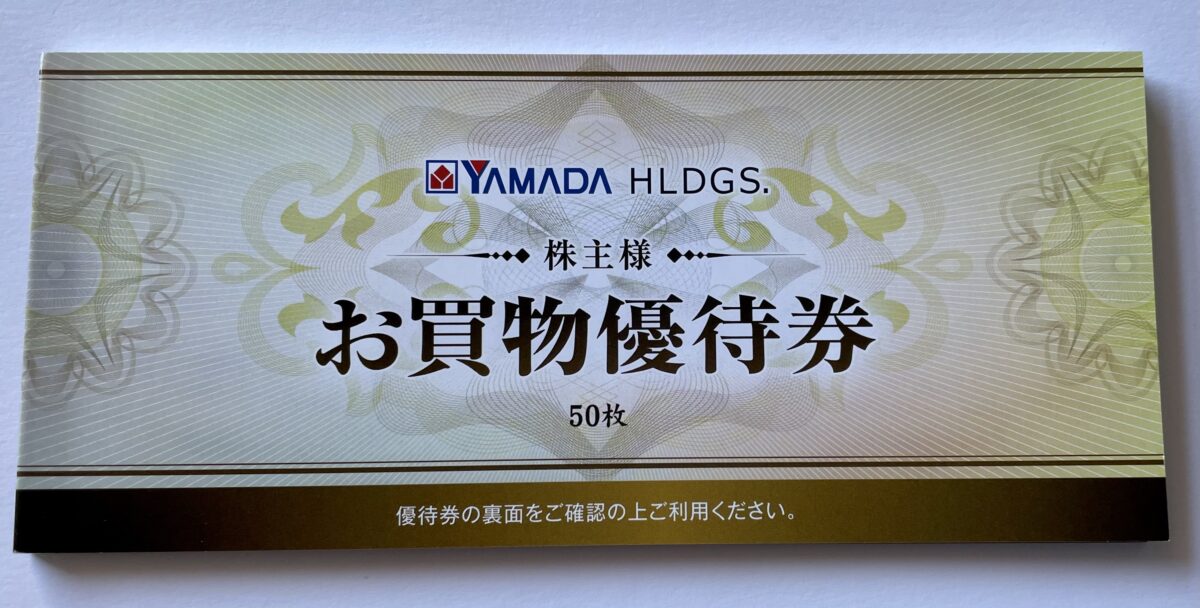 YAMADA HLDGS.
株主様
お買物優待券
50枚
優待券の裏面をご確認の上ご利用ください。